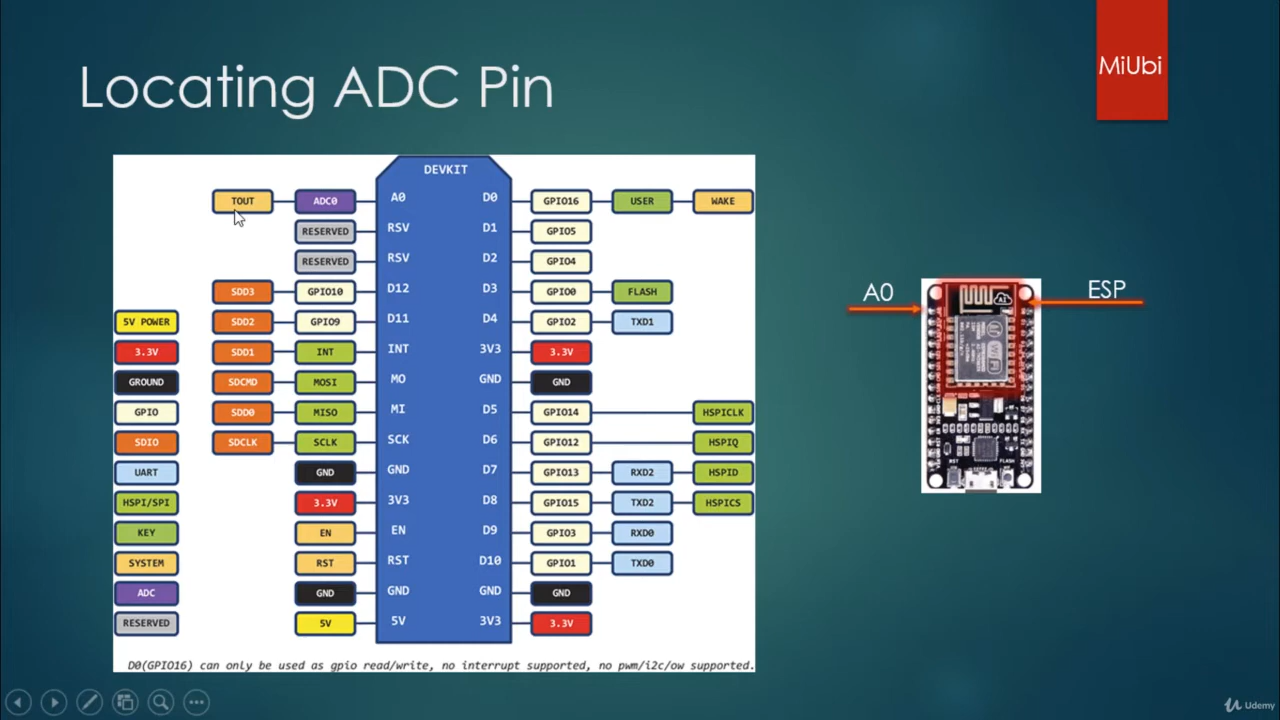 Locating ADC Pin
MiUbi
DEVKIT
TOUT ADC0 A0 D0 GPIO16 USER WAKE
RESERVED RSV D1 GPIO5
RESERVED RSV D2 GPIO4
SDD3 GPIO10 D12 D3 GPIO0 FLASH
5V POWER SDD2 GPIO9 D11 D4 GPIO2 TXD1
3.3V SDD1 INT INT 3V3 3.3V
GROUND SDCMD MOSI MO GND GND
GPIO SDD0 MISO MI D5 GPIO14 HSPICLK
SDIO SDCLK SCLK SCK D6 GPIO12 HSPIQ
UART GND GND D7 GPIO13 RXD2 HSPID
HSPI/SPI 3.3V 3V3 D8 GPIO15 TXD2 HSPICS
KEY EN EN D9 GPIO3 RXD0
SYSTEM RST RST D10 GPIO1 TXD0
ADC GND GND GND GND
RESERVED 5V 5V 3V3 3.3V
D0(GPIO16) can only be used as gpio read/write, no interrupt supported, no pwm/i2c/ow supported.
A0
ESP
WiFi
RST FLASH
Udemy